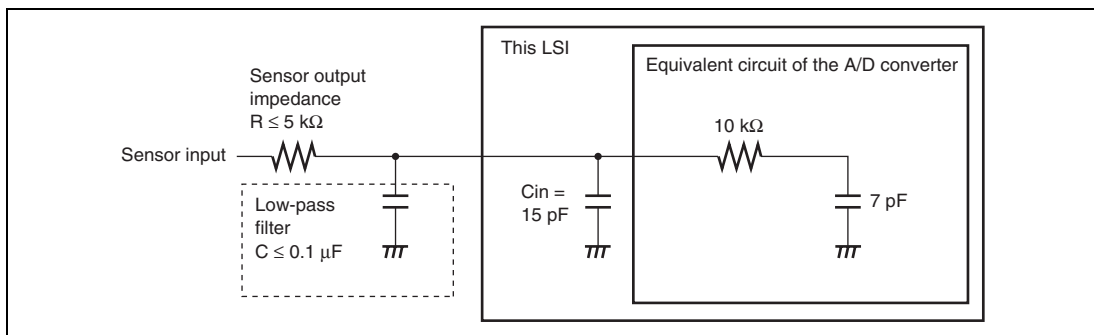 This LSI
Equivalent circuit of the A/D converter
Sensor output
impedance
R ≤ 5 kΩ
10 kΩ
Sensor input
Low-pass
filter
C ≤ 0.1 μF
Cin =
15 pF
7 pF